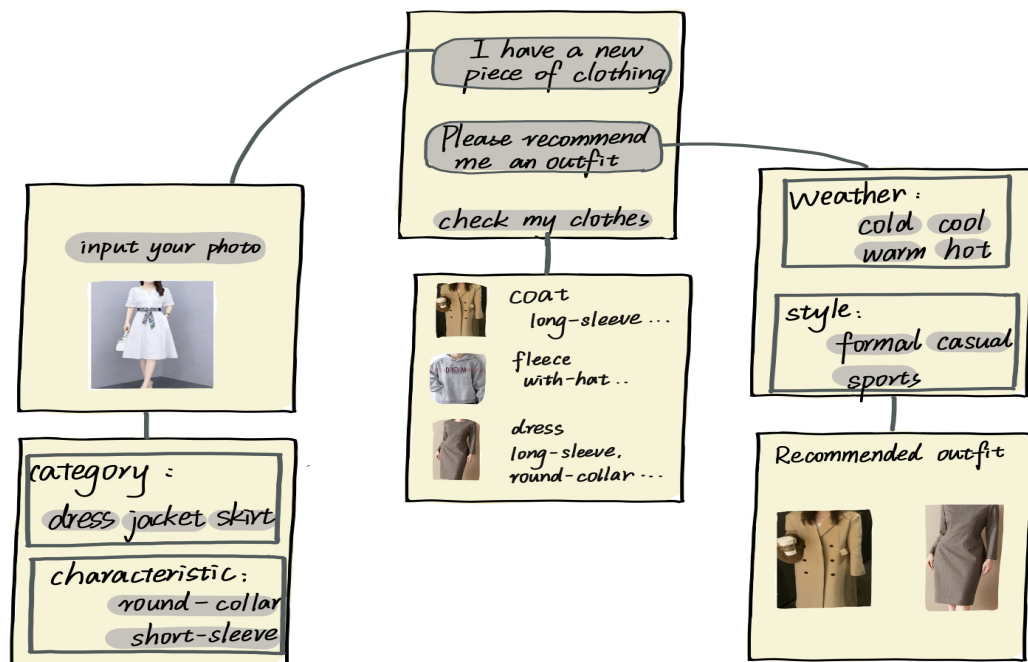 I have a new
piece of clothing
Please recommend
me an outfit
check my clothes
input your photo
category :
dress jacket skirt
characteristic:
round-collar
short-sleeve
coat
long-sleeve ...
fleece
with-hat ..
dress
long-sleeve.
round-collar ...
Weather :
cold cool
warm hot
style:
formal casual
sports
Recommended outfit